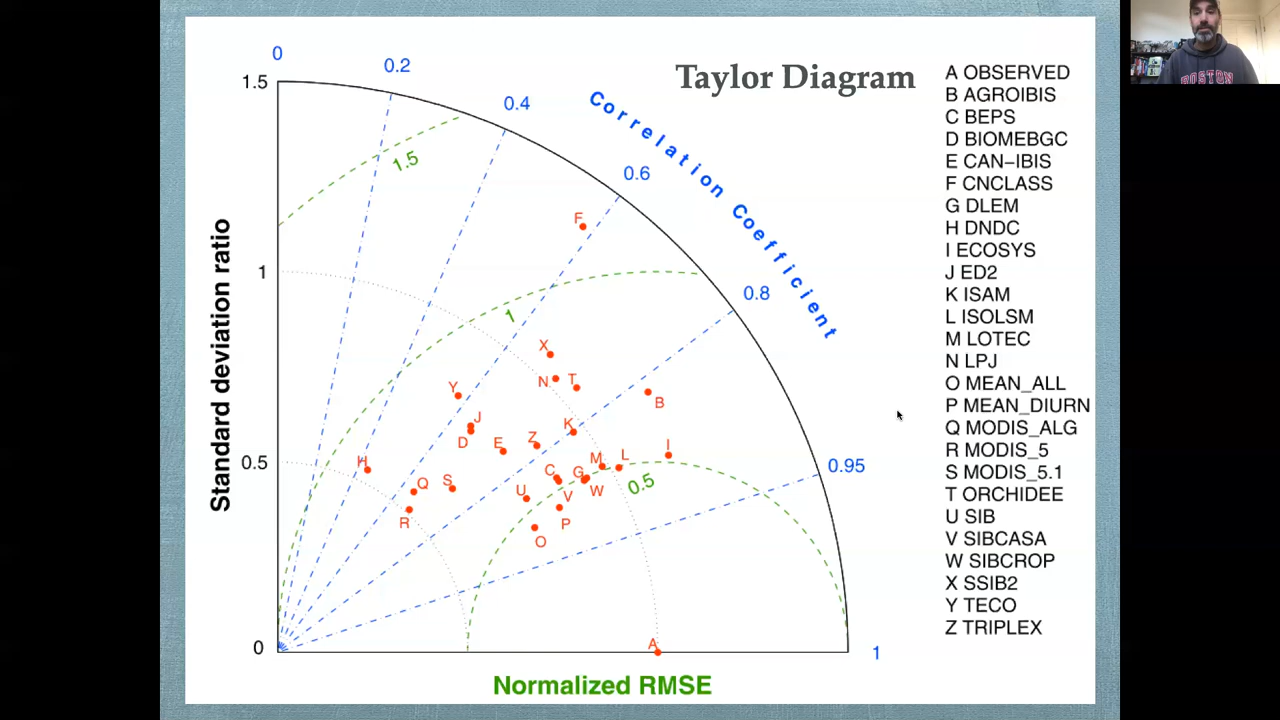 Taylor Diagram
0
0.2
0.4
0.6
0.8
0.95
1
Correlation Coefficient
1.5
1
0.5
0
Standard deviation ratio
1.5
1
0.5
F
X
N
T
B
Y
J
D
E
Z
K
H
Q
S
R
C
G
M
L
I
U
V
W
P
O
A
Normalized RMSE
A OBSERVED
B AGROIBIS
C BEPS
D BIOMEBGC
E CAN-IBIS
F CNCLASS
G DLEM
H DNDC
I ECOSYS
J ED2
K ISAM
L ISOLSM
M LOTEC
N LPJ
O MEAN_ALL
P MEAN_DIURN
Q MODIS_ALG
R MODIS_5
S MODIS_5.1
T ORCHIDEE
U SIB
V SIBCASA
W SIBCROP
X SSIB2
Y TECO
Z TRIPLEX
BOSTON